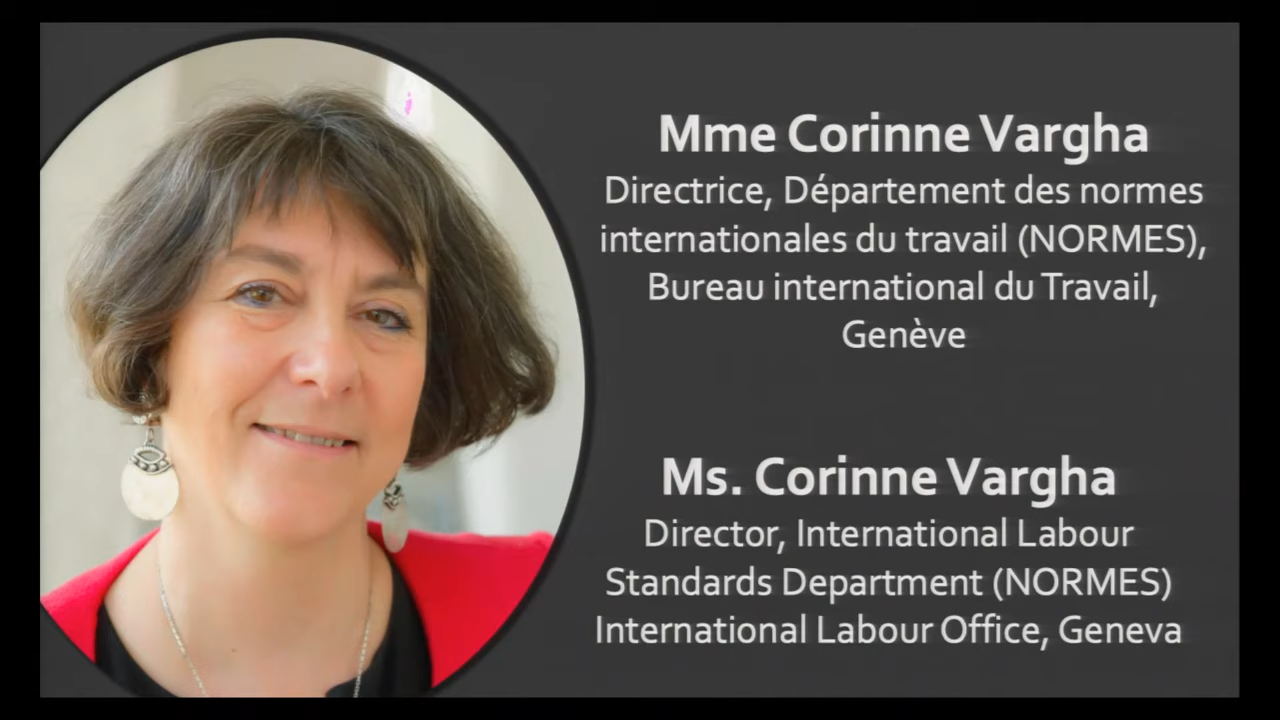 Mme Corinne Vargha
Directrice, Département des normes
internationales du travail (NORMES),
Bureau international du Travail,
Genève
Ms. Corinne Vargha
Director, International Labour
Standards Department (NORMES)
International Labour Office, Geneva